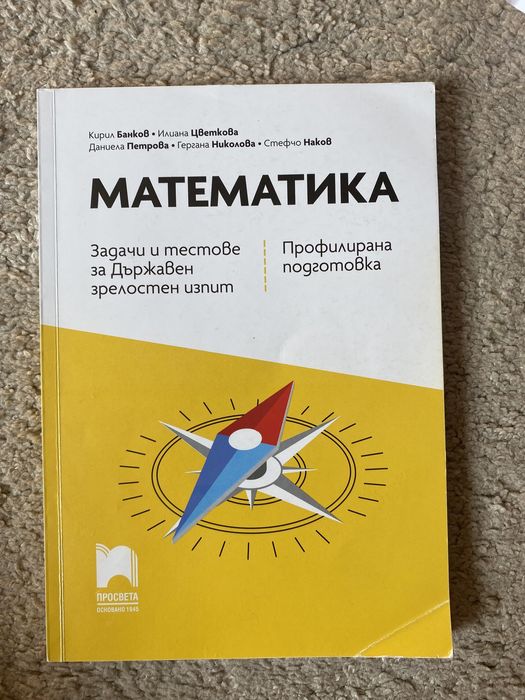 Кирил Банков • Илиана Цветкова
Даниела Петрова • Гергана Николова • Стефчо Наков
МАТЕМАТИКА
Задачи и тестове
за Държавен
зрелостен изпит
Профилирана
подготовка
ПРОСВЕТА
ОСНОВАНО 1945